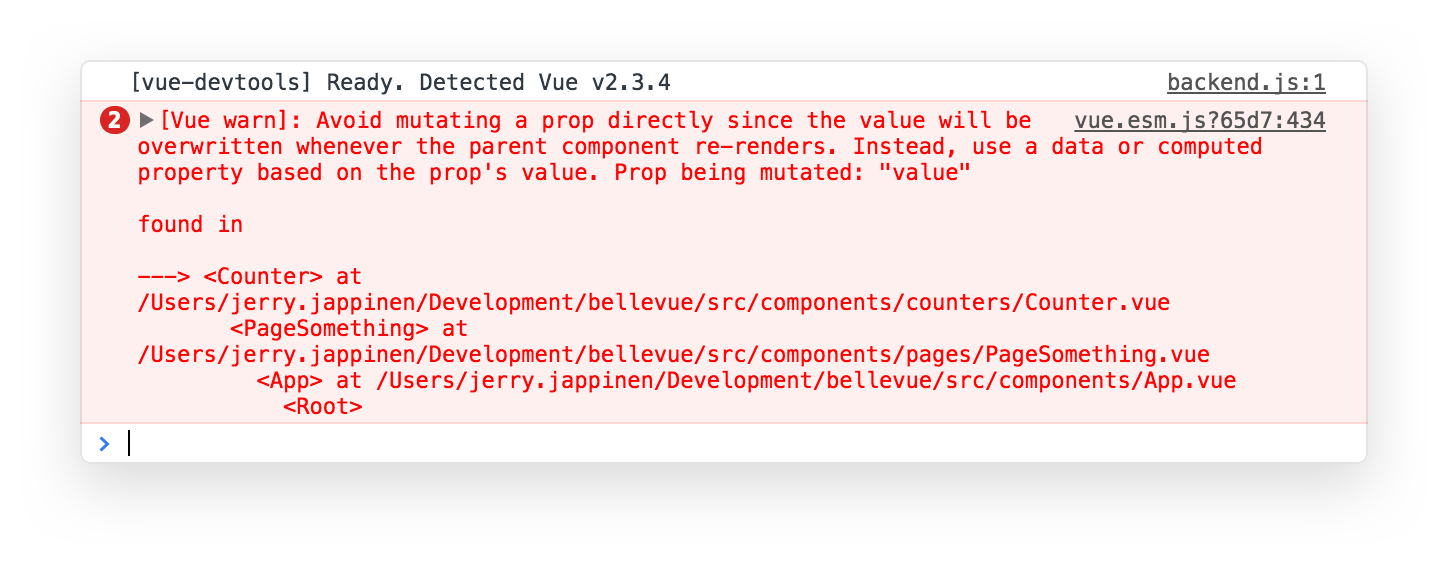 [vue-devtools] Ready. Detected Vue v2.3.4 backend.js:1
2 ▶[Vue warn]: Avoid mutating a prop directly since the value will be vue.esm.js?65d7:434
overwritten whenever the parent component re-renders. Instead, use a data or computed
property based on the prop's value. Prop being mutated: "value"
found in
---> <Counter> at
/Users/jerry.jappinen/Development/bellevue/src/components/counters/Counter.vue
<PageSomething> at
/Users/jerry.jappinen/Development/bellevue/src/components/pages/PageSomething.vue
<App> at /Users/jerry.jappinen/Development/bellevue/src/components/App.vue
<Root>